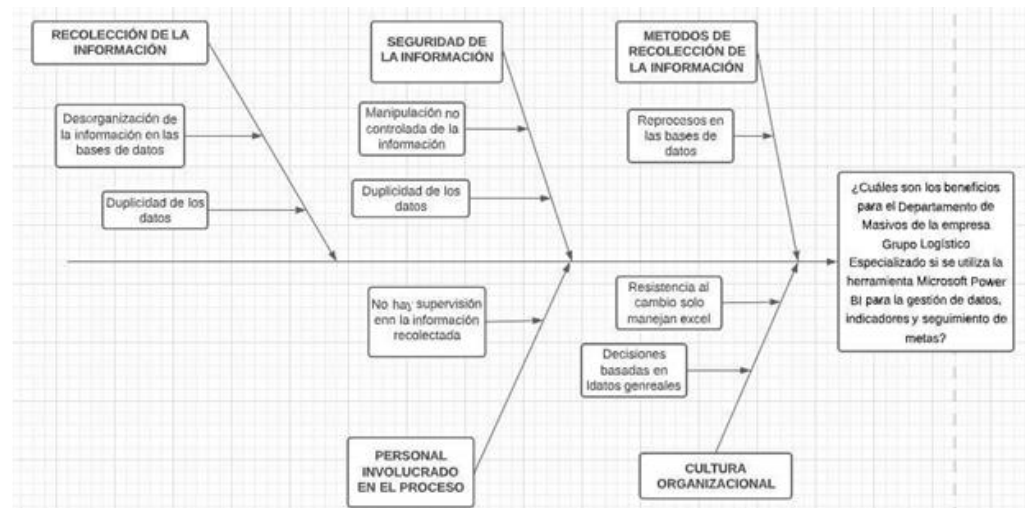 RECOLECCIÓN DE LA
INFORMACIÓN
SEGURIDAD DE
LA INFORMACIÓN
METODOS DE
RECOLECCIÓN DE
LA INFORMACIÓN
Desorganización de
la información en las
bases de datos
Duplicidad de los
datos
Manipulación no
controlada de la
información
Duplicidad de los
datos
Reprocesos en
las bases de
datos
¿Cuáles son los beneficios
para el Departamento de
Masivos de la empresa
Grupo Logístico
Especializado si se utiliza la
herramienta Microsoft Power
BI para la gestión de datos,
indicadores y seguimiento de
metas?
No hay supervisión
enn la información
recolectada
Resistencia al
cambio solo
manejan excel
Decisiones
basadas en
ldatos genreales
PERSONAL
INVOLUCRADO
EN EL PROCESO
CULTURA
ORGANIZACIONAL